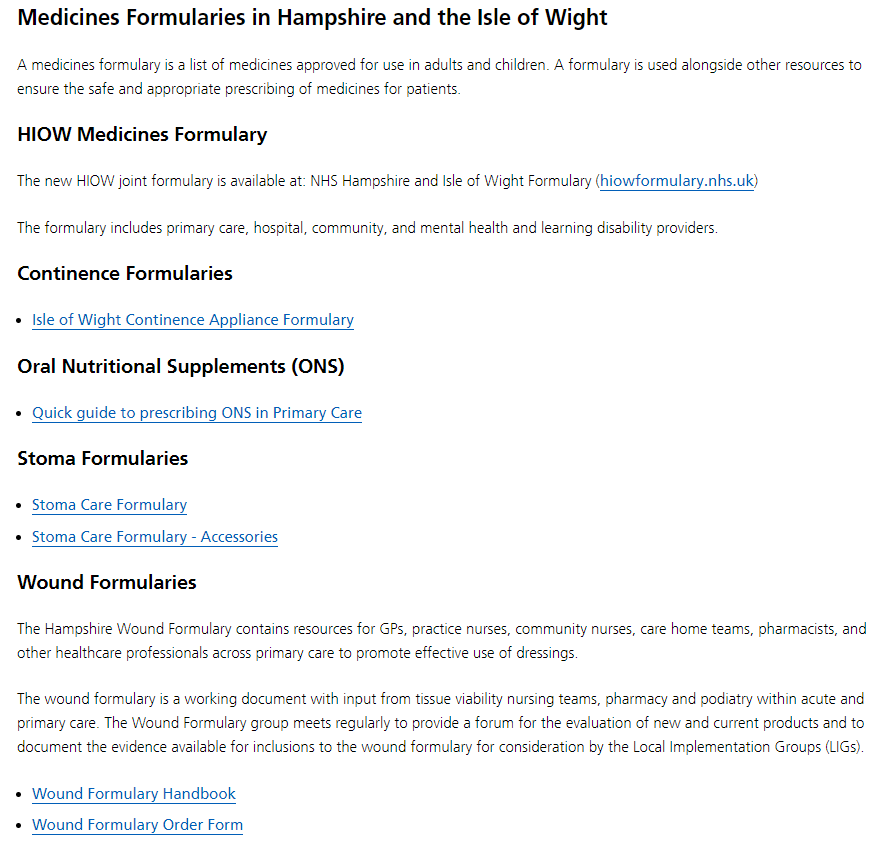 Medicines Formularies in Hampshire and the Isle of Wight
A medicines formulary is a list of medicines approved for use in adults and children. A formulary is used alongside other resources to
ensure the safe and appropriate prescribing of medicines for patients.
HIOW Medicines Formulary
The new HIOW joint formulary is available at: NHS Hampshire and Isle of Wight Formulary (hiowformulary.nhs.uk)
The formulary includes primary care, hospital, community, and mental health and learning disability providers.
Continence Formularies
• Isle of Wight Continence Appliance Formulary
Oral Nutritional Supplements (ONS)
• Quick guide to prescribing ONS in Primary Care
Stoma Formularies
• Stoma Care Formulary
• Stoma Care Formulary - Accessories
Wound Formularies
The Hampshire Wound Formulary contains resources for GPs, practice nurses, community nurses, care home teams, pharmacists, and
other healthcare professionals across primary care to promote effective use of dressings.
The wound formulary is a working document with input from tissue viability nursing teams, pharmacy and podiatry within acute and
primary care. The Wound Formulary group meets regularly to provide a forum for the evaluation of new and current products and to
document the evidence available for inclusions to the wound formulary for consideration by the Local Implementation Groups (LIGs).
• Wound Formulary Handbook
• Wound Formulary Order Form